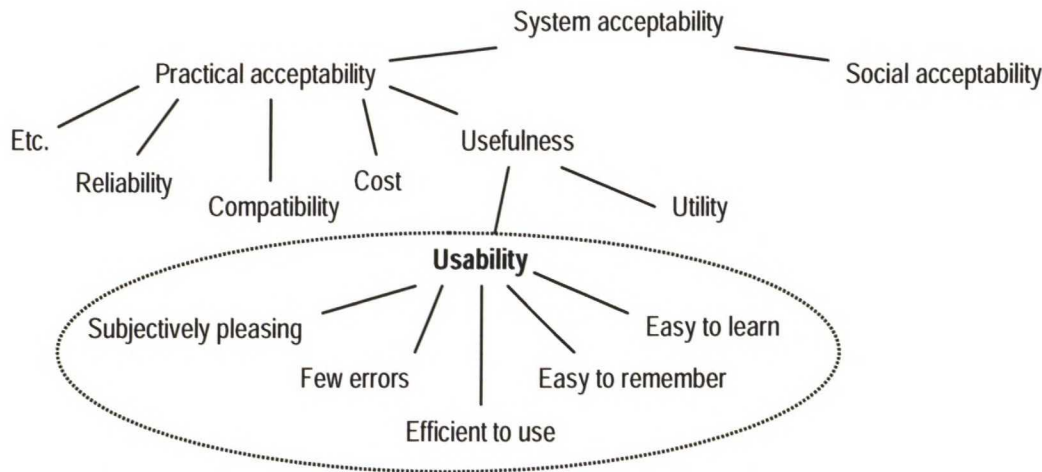 System acceptability
Practical acceptability
Social acceptability
Etc.
Reliability
Compatibility
Cost
Usefulness
Utility
Usability
Subjectively pleasing
Few errors
Efficient to use
Easy to remember
Easy to learn